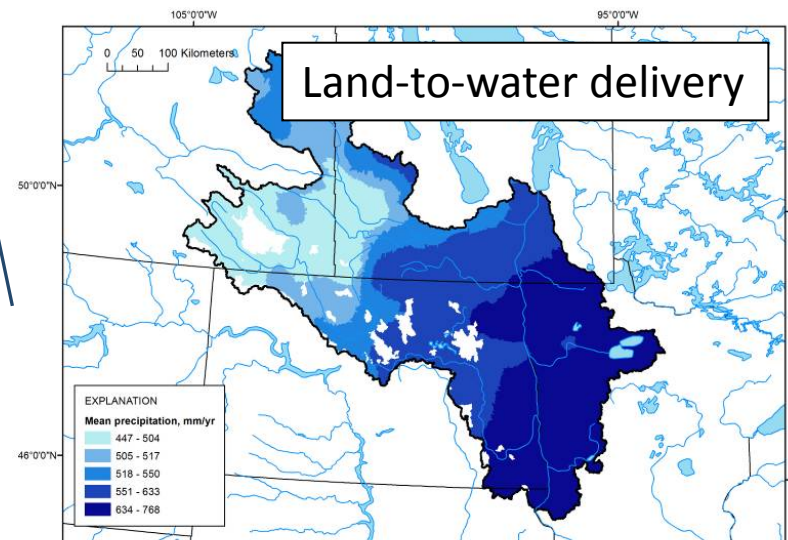 105°0'0"W
95°0'0"W
0 50 100 Kilometers
Land-to-water delivery
50°0'0"N
EXPLANATION
Mean precipitation, mm/yr
447 - 504
505 - 517
518 - 550
551 - 633
634 - 768
46°0'0"N